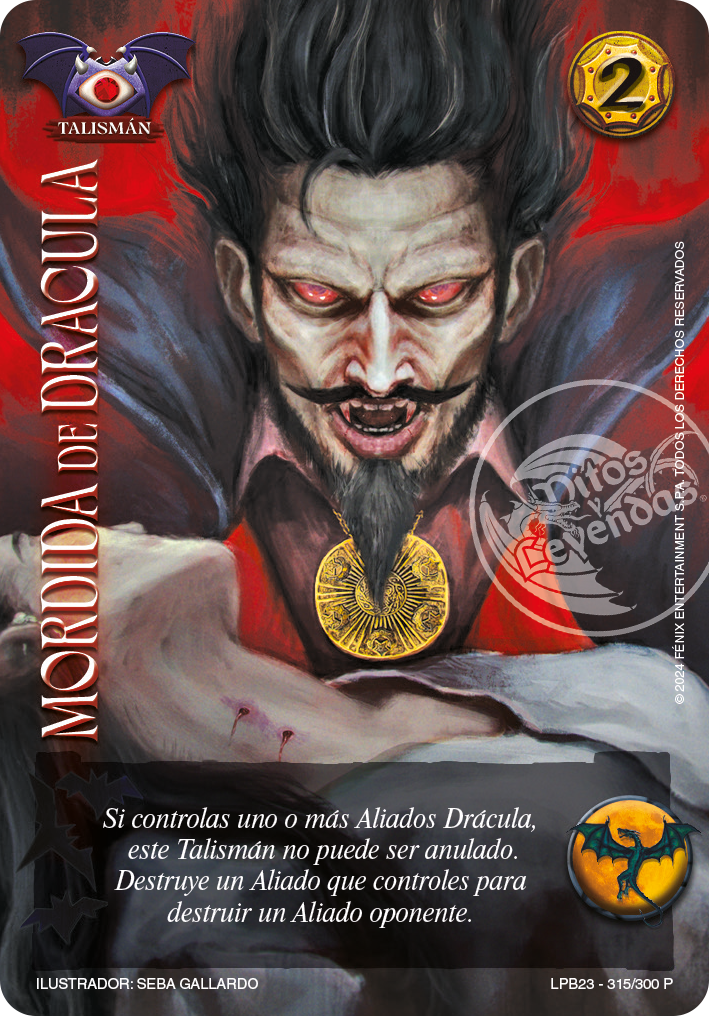 TALISMÁN
2
MORDIDA DE DRACULA
Mitos
y
Leyendas
©2024 FÉNIX ENTERTAINMENT S.P.A. TODOS LOS DERECHOS RESERVADOS
Si controlas uno o más Aliados Drácula,
este Talismán no puede ser anulado.
Destruye un Aliado que controles para
destruir un Aliado oponente.
ILUSTRADOR: SEBA GALLARDO
LPB23 - 315/300 P